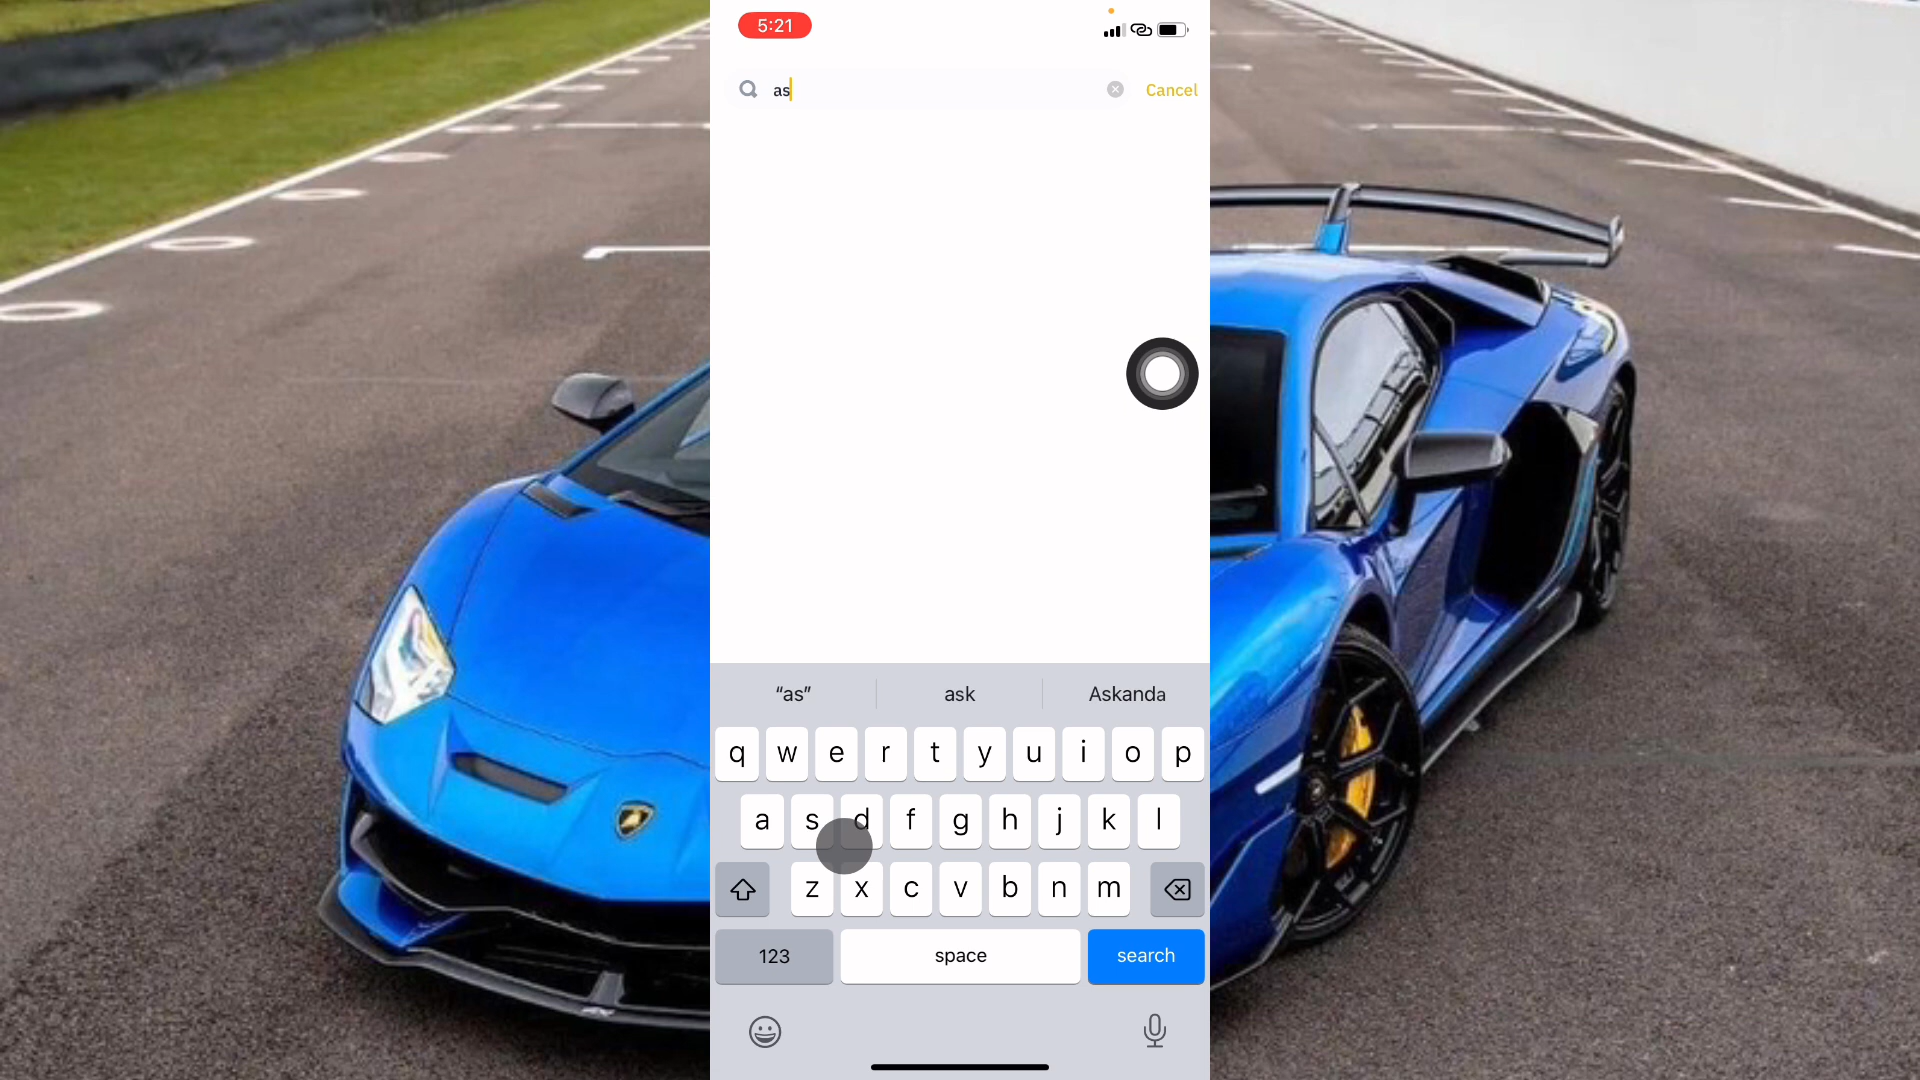 5:21
as
Cancel
“as”
ask
Askanda
q w e r t y u i o p
a s d f g h j k l
z x c v b n m
123
space
search